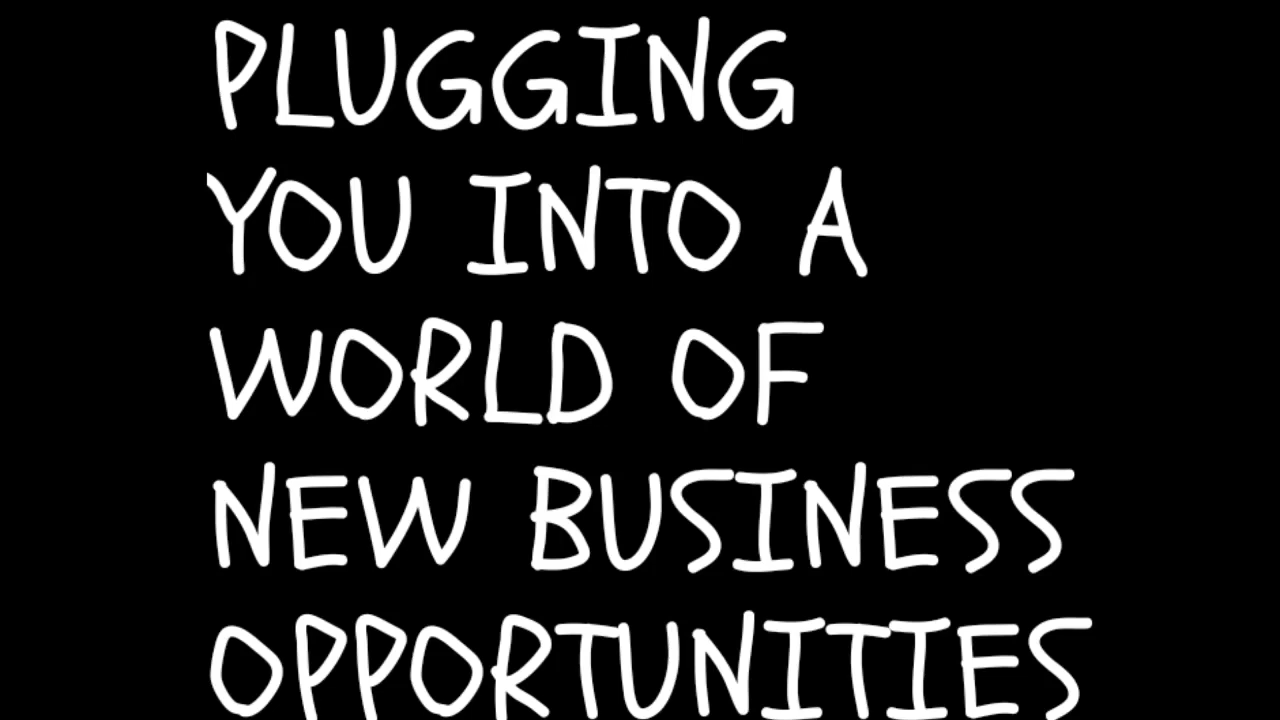 PLUGGING
YOU INTO A
WORLD OF
NEW BUSINESS
OPPORTUNITIES